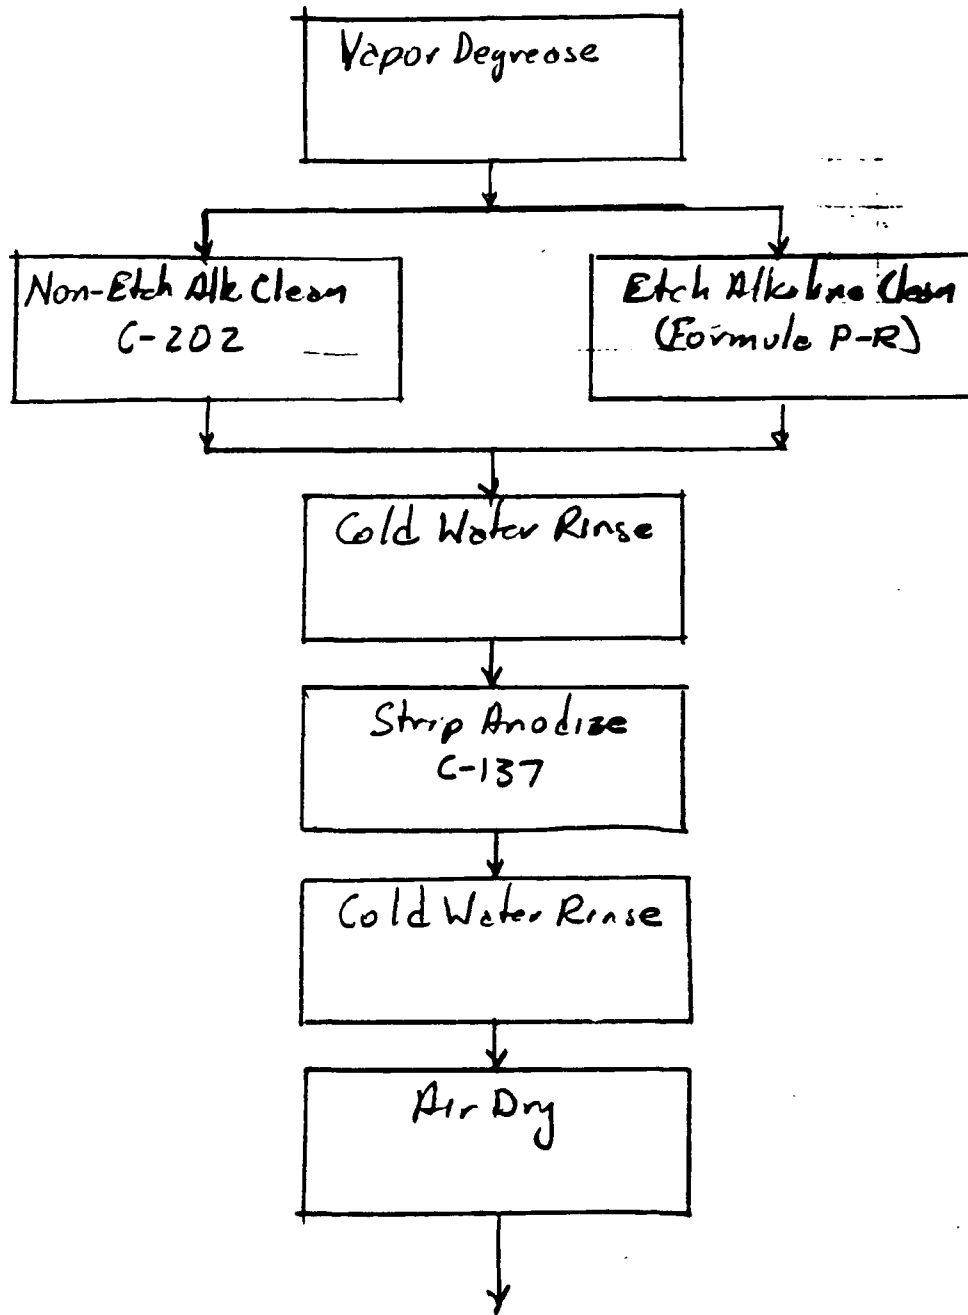 Vapor Degrease
Non-Etch Alk Clean
C-202
Etch Alkaline Clean
(Formula P-R)
Cold Water Rinse
Strip Anodize
C-137
Cold Water Rinse
Air Dry